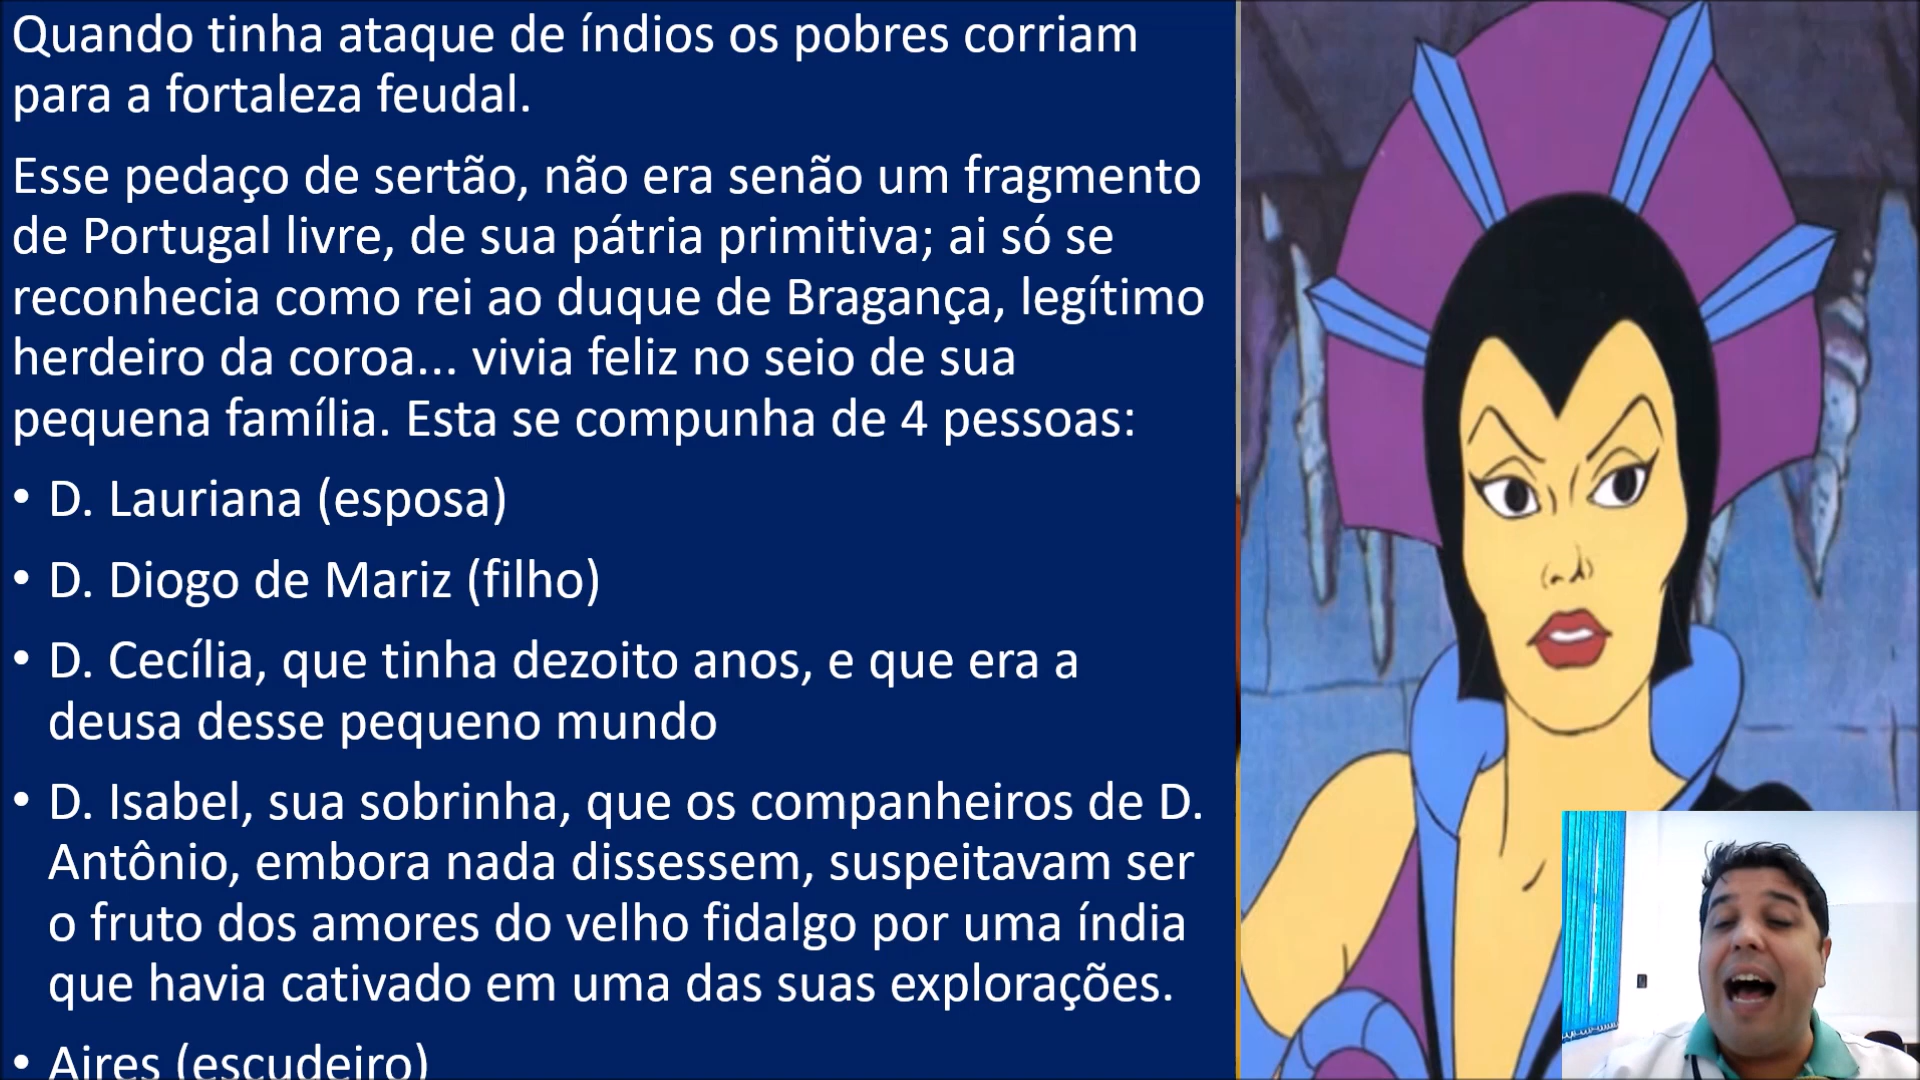 Quando tinha ataque de índios os pobres corriam
para a fortaleza feudal.
Esse pedaço de sertão, não era senão um fragmento
de Portugal livre, de sua pátria primitiva; ai só se
reconhecia como rei ao duque de Bragança, legítimo
herdeiro da coroa... vivia feliz no seio de sua
pequena família. Esta se compunha de 4 pessoas:
• D. Lauriana (esposa)
• D. Diogo de Mariz (filho)
• D. Cecília, que tinha dezoito anos, e que era a
deusa desse pequeno mundo
• D. Isabel, sua sobrinha, que os companheiros de D.
Antônio, embora nada dissessem, suspeitavam ser
o fruto dos amores do velho fidalgo por uma índia
que havia cativado em uma das suas explorações.
• Aires (escudeiro)